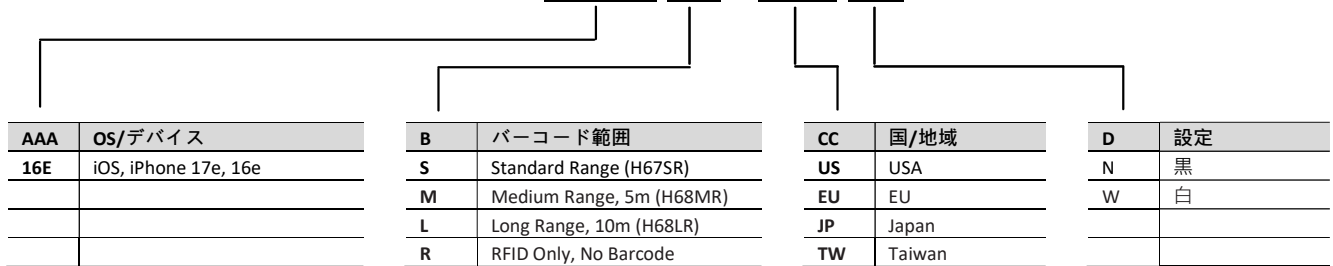 AAA OS/デバイス
16E iOS, iPhone 17e, 16e
B バーコード範囲
S Standard Range (H67SR)
M Medium Range, 5m (H68MR)
L Long Range, 10m (H68LR)
R RFID Only, No Barcode
CC 国/地域
US USA
EU EU
JP Japan
TW Taiwan
D 設定
N 黒
W 白